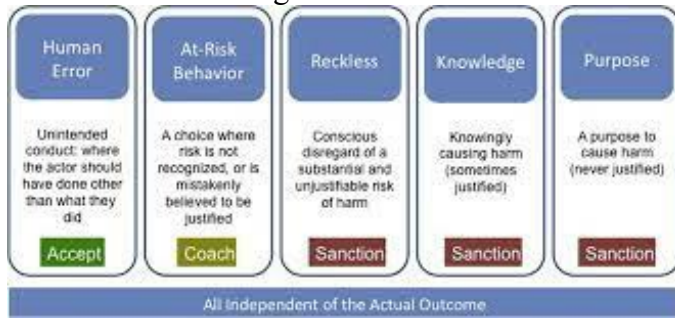 Human
Error
Unintended
conduct: where
the actor should
have done other
than what they
did
Accept
At-Risk
Behavior
A choice where
risk is not
recognized, or is
mistakenly
believed to be
justified
Coach
Reckless
Conscious
disregard of a
substantial and
unjustifiable risk
of harm
Sanction
Knowledge
Knowingly
causing harm
(sometimes
justified)
Sanction
Purpose
A purpose to
cause harm
(never justified)
Sanction
All Independent of the Actual Outcome